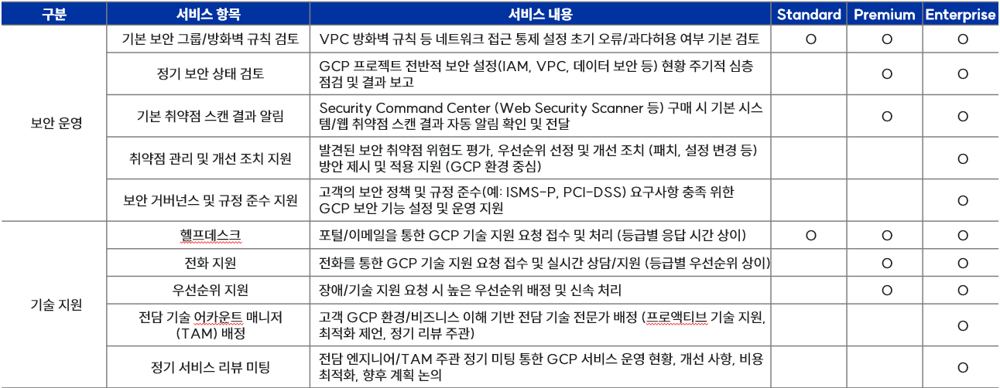 구분 서비스 항목 서비스 내용 Standard Premium Enterprise
보안 운영
기본 보안 그룹/방화벽 규칙 검토 VPC 방화벽 규칙 등 네트워크 접근 통제 설정 초기 오류/과다허용 여부 기본 검토 O O O
정기 보안 상태 검토 GCP 프로젝트 전반적 보안 설정(IAM, VPC, 데이터 보안 등) 현황 주기적 심층
점검 및 결과 보고 O O
기본 취약점 스캔 결과 알림 Security Command Center (Web Security Scanner 등) 구매 시 기본 시스
템/웹 취약점 스캔 결과 자동 알림 확인 및 전달 O O
취약점 관리 및 개선 조치 지원 발견된 보안 취약점 위험도 평가, 우선순위 선정 및 개선 조치 (패치, 설정 변경 등)
방안 제시 및 적용 지원 (GCP 환경 중심) O
보안 거버넌스 및 규정 준수 지원 고객의 보안 정책 및 규정 준수(예: ISMS-P, PCI-DSS) 요구사항 충족 위한
GCP 보안 기능 설정 및 운영 지원 O
기술 지원
헬프데스크 포털/이메일을 통한 GCP 기술 지원 요청 접수 및 처리 (등급별 응답 시간 상이) O O O
전화 지원 전화를 통한 GCP 기술 지원 요청 접수 및 실시간 상담/지원 (등급별 우선순위 상이) O O
우선순위 지원 장애/기술 지원 요청 시 높은 우선순위 배정 및 신속 처리 O O
전담 기술 어카운트 매니저
(TAM) 배정 고객 GCP 환경/비즈니스 이해 기반 전담 기술 전문가 배정 (프로액티브 기술 지원,
최적화 제언, 정기 리뷰 주관) O
정기 서비스 리뷰 미팅 전담 엔지니어/TAM 주관 정기 미팅 통한 GCP 서비스 운영 현황, 개선 사항, 비용
최적화, 향후 계획 논의 O